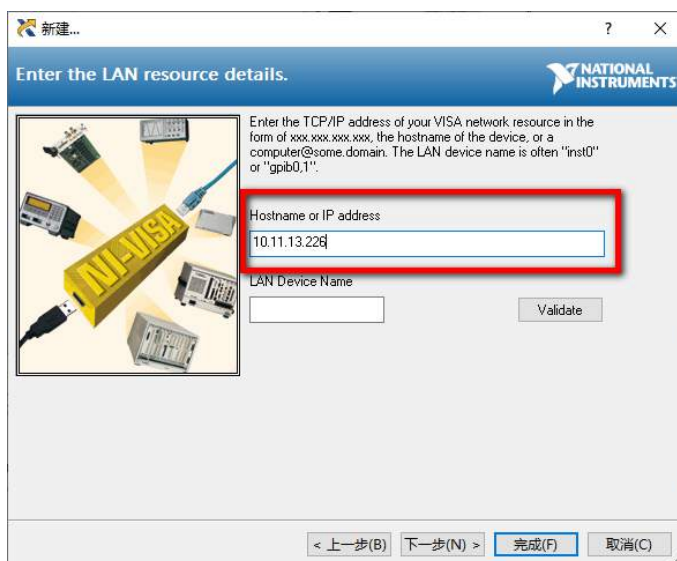 新建...
?
Enter the LAN resource details.
NATIONAL
INSTRUMENTS
Enter the TCP/IP address of your VISA network resource in the
form of xxx.xxx.xxx.xxx, the hostname of the device, or a
computer@some.domain. The LAN device name is often "inst0"
or "gpib0,1".
NI-VISA
Hostname or IP address
10.11.13.226
LAN Device Name
Validate
< 上一步(B)
下一步(N) >
完成(F)
取消(C)